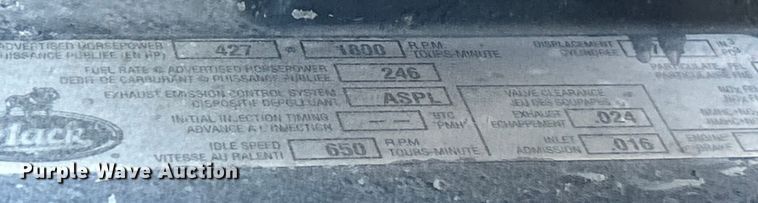 ADVERTISED HORSEPOWER 427 @ 1800 R.P.M. DISPLACEMENT IN.3
PUISSANCE PUBLIÉE (EN HP) TOURS-MINUTE CYLINDRÉE
FUEL RATE @ ADVERTISED HORSEPOWER 246
DÉBIT DE CARBURANT @ PUISSANCE PUBLIÉE
EXHAUST EMISSION CONTROL SYSTEM ASPL
DISPOSITIF DÉPOLLUANT
INITIAL INJECTION TIMING -- °BTC
AVANCE À L'INJECTION °PMH
IDLE SPEED 650 R.P.M.
VITESSE AU RALENTI TOURS-MINUTE
VALVE CLEARANCE
JEU DES SOUPAPES
EXHAUST .024
ÉCHAPPEMENT
INLET .016
ADMISSION
ENGINE
BRAKE
Mack
Purple Wave Auction